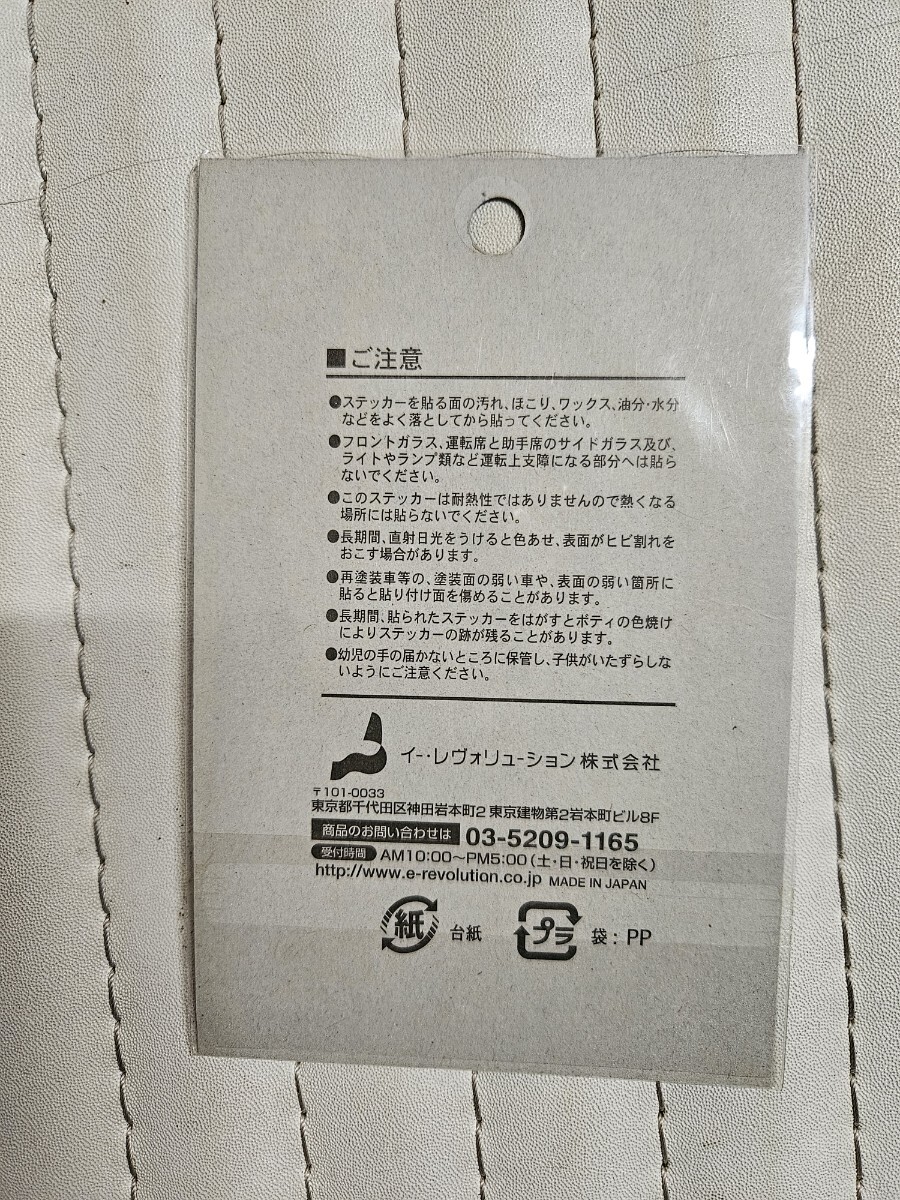 ■ご注意
●ステッカーを貼る面の汚れ、ほこり、ワックス、油分・水分
などをよく落としてから貼ってください。
●フロントガラス、運転席と助手席のサイドガラス及び、
ライトやランプ類など運転上支障になる部分へは貼ら
ないでください。
●このステッカーは耐熱性ではありませんので熱くなる
場所には貼らないでください。
●長期間、直射日光をうけると色あせ、表面がヒビ割れを
おこす場合があります。
●再塗装車等の、塗装面の弱い車や、表面の弱い箇所に
貼ると貼り付け面を傷めることがあります。
●長期間、貼られたステッカーをはがすとボディの色焼け
によりステッカーの跡が残ることがあります。
●幼児の手の届かないところに保管し、子供がいたずらしな
いようにご注意ください。
イー・レヴォリューション株式会社
〒101-0033
東京都千代田区神田岩本町2 東京建物第2岩本町ビル8F
商品のお問い合わせは 03-5209-1165
受付時間 AM10:00〜PM5:00(土・日・祝日を除く)
http://www.e-revolution.co.jp MADE IN JAPAN
紙 台紙 プラ 袋：PP